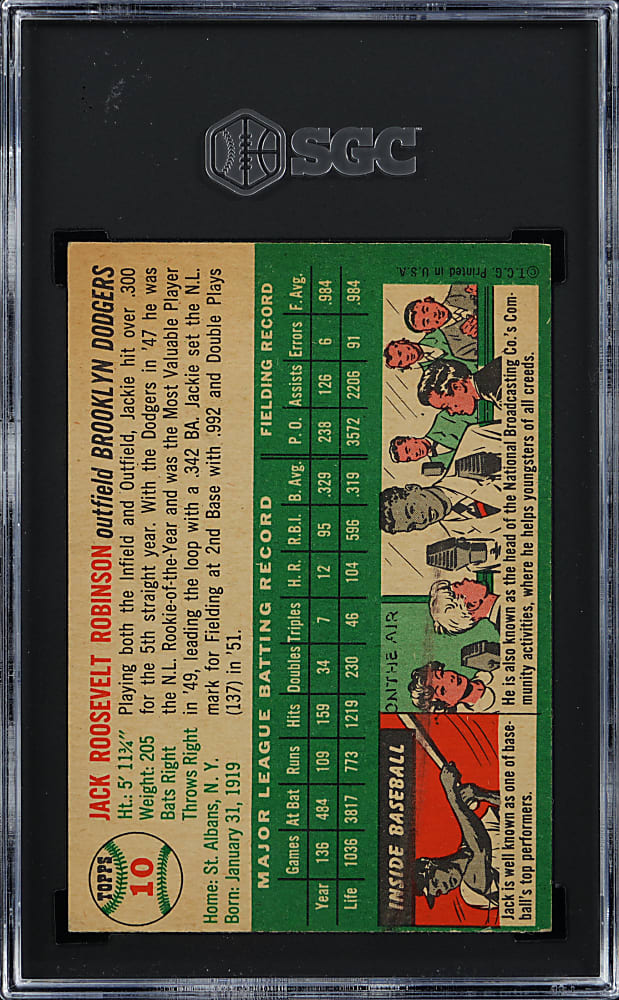 SGC
TOPPS
10
JACK ROOSEVELT ROBINSON outfield BROOKLYN DODGERS
Ht.: 5' 11¾"
Weight: 205
Bats Right
Throws Right
Home: St. Albans, N. Y.
Born: January 31, 1919
Playing both the Infield and Outfield, Jackie hit over .300
for the 5th straight year. With the Dodgers in '47 he was
the N.L. Rookie-of-the-Year and was the Most Valuable Player
in '49, leading the loop with a .342 BA. Jackie set the N.L.
mark for Fielding at 2nd Base with .992 and Double Plays
(137) in '51.
MAJOR LEAGUE BATTING RECORD FIELDING RECORD
Games At Bat Runs Hits Doubles Triples H. R. R.B.I. B. Avg. P. O. Assists Errors F. Avg.
Year 136 484 109 159 34 7 12 95 .329 238 126 6 .984
Life 1036 3817 773 1219 230 46 104 596 .319 3572 2206 91 .984
INSIDE BASEBALL
ON THE AIR
Jack is well known as one of base-
ball's top performers.
He is also known as the head of the National Broadcasting Co.'s Com-
munity activities, where he helps youngsters of all creeds.
©T.C.G. Printed in U.S.A.